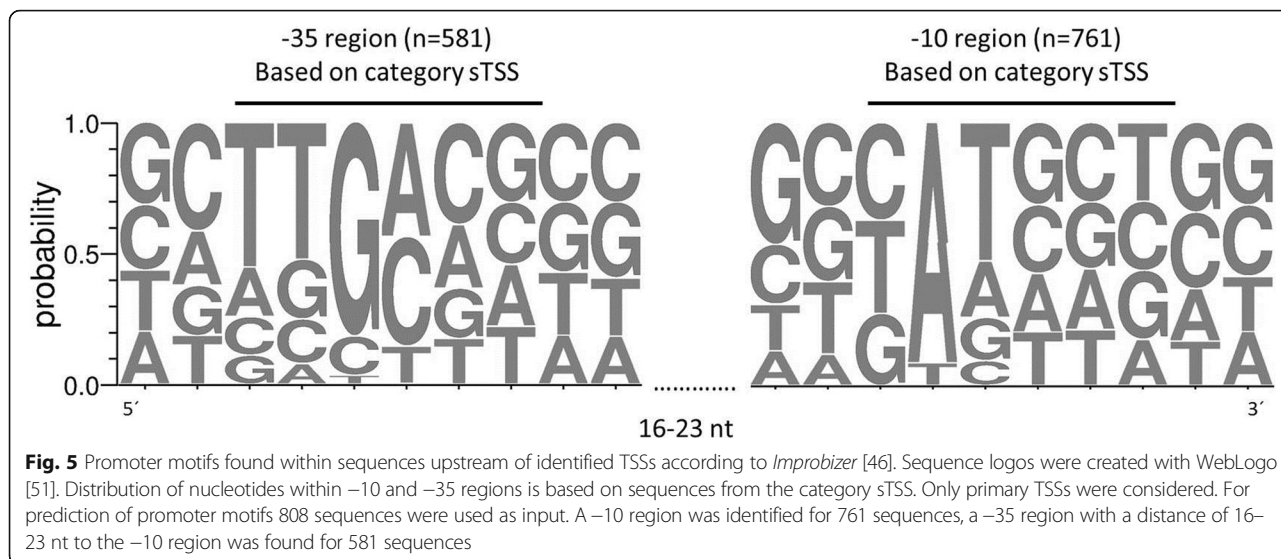 -35 region (n=581)
Based on category sTSS
-10 region (n=761)
Based on category sTSS
probability
1.0
0.5
0.0
G C T T G A C G C C
C A A G C C A C G G
T G C C T T G A T T
A T G A T T A A
G C C A T G C T G G
C G T T A C G C C C
T T G G A A G A T
A A C T T A T A
5´
16-23 nt
3´
Fig. 5 Promoter motifs found within sequences upstream of identified TSSs according to Improbizer [46]. Sequence logos were created with WebLogo
[51]. Distribution of nucleotides within −10 and −35 regions is based on sequences from the category sTSS. Only primary TSSs were considered. For
prediction of promoter motifs 808 sequences were used as input. A −10 region was identified for 761 sequences, a −35 region with a distance of 16–
23 nt to the −10 region was found for 581 sequences